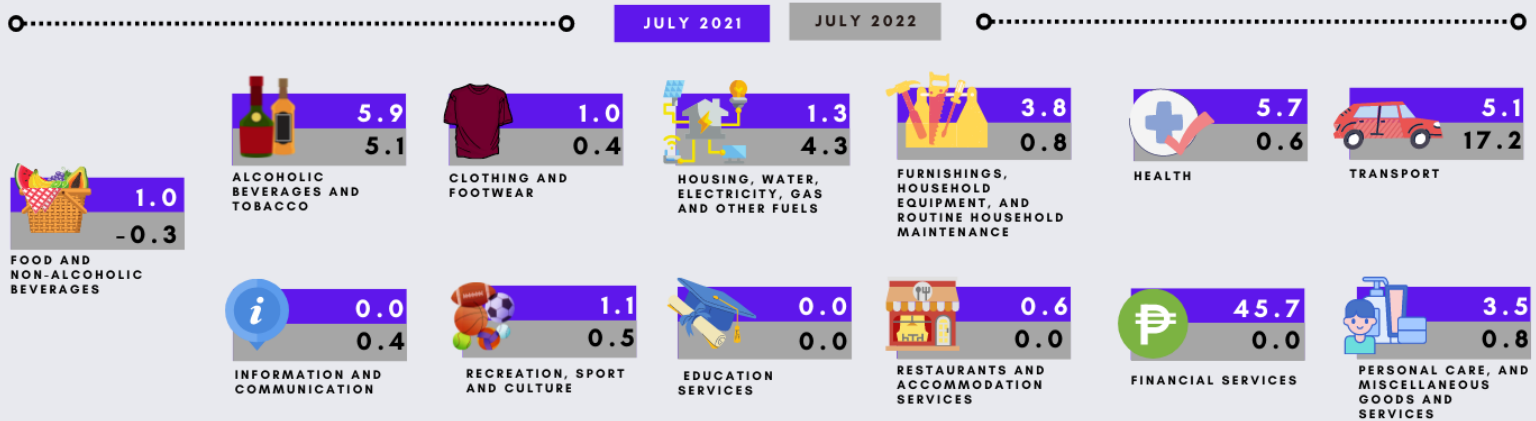 JULY 2021
JULY 2022
1.0
-0.3
FOOD AND
NON-ALCOHOLIC
BEVERAGES
5.9
5.1
ALCOHOLIC
BEVERAGES AND
TOBACCO
1.0
0.4
CLOTHING AND
FOOTWEAR
1.3
4.3
HOUSING, WATER,
ELECTRICITY, GAS
AND OTHER FUELS
3.8
0.8
FURNISHINGS,
HOUSEHOLD
EQUIPMENT, AND
ROUTINE HOUSEHOLD
MAINTENANCE
5.7
0.6
HEALTH
5.1
17.2
TRANSPORT
i
0.0
0.4
INFORMATION AND
COMMUNICATION
1.1
0.5
RECREATION, SPORT
AND CULTURE
0.0
0.0
EDUCATION
SERVICES
0.6
0.0
RESTAURANTS AND
ACCOMMODATION
SERVICES
₱
45.7
0.0
FINANCIAL SERVICES
3.5
0.8
PERSONAL CARE, AND
MISCELLANEOUS
GOODS AND
SERVICES